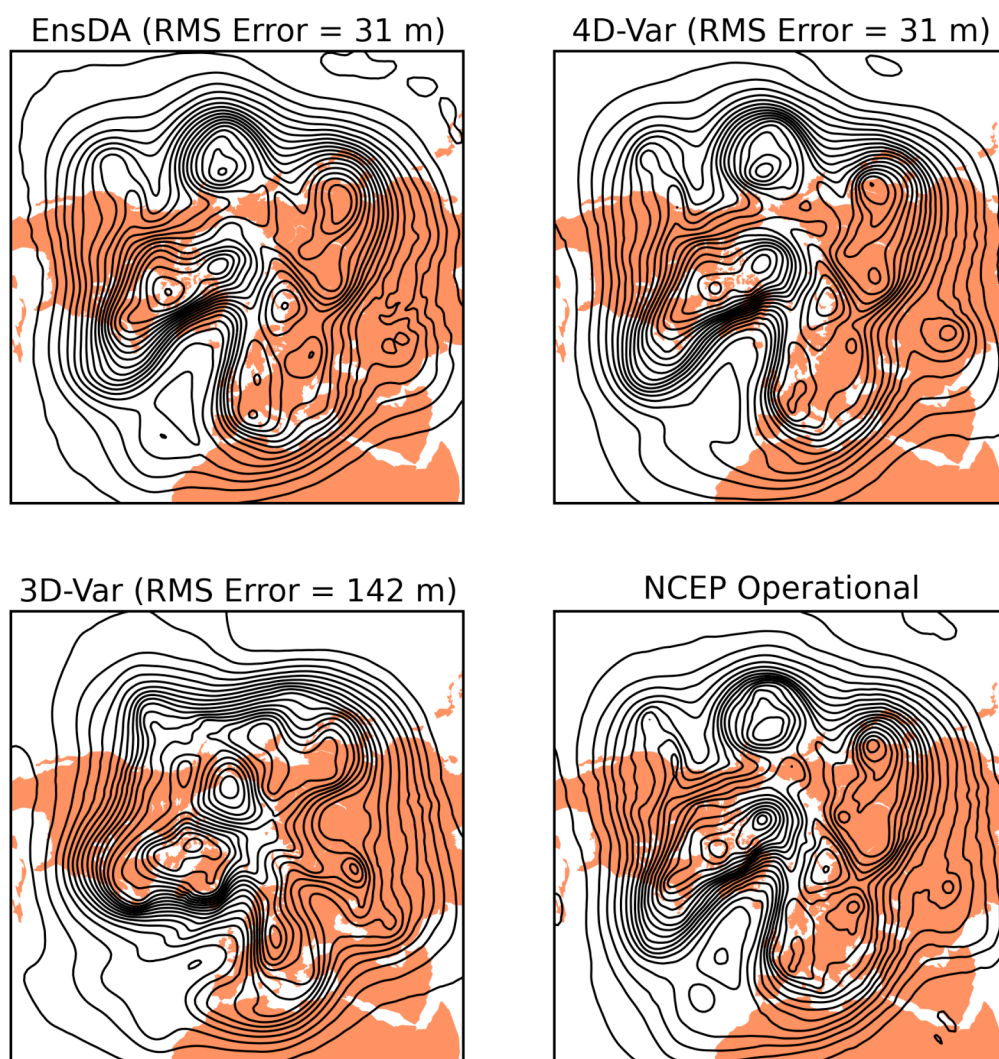 EnsDA (RMS Error = 31 m)
4D-Var (RMS Error = 31 m)
3D-Var (RMS Error = 142 m)
NCEP Operational